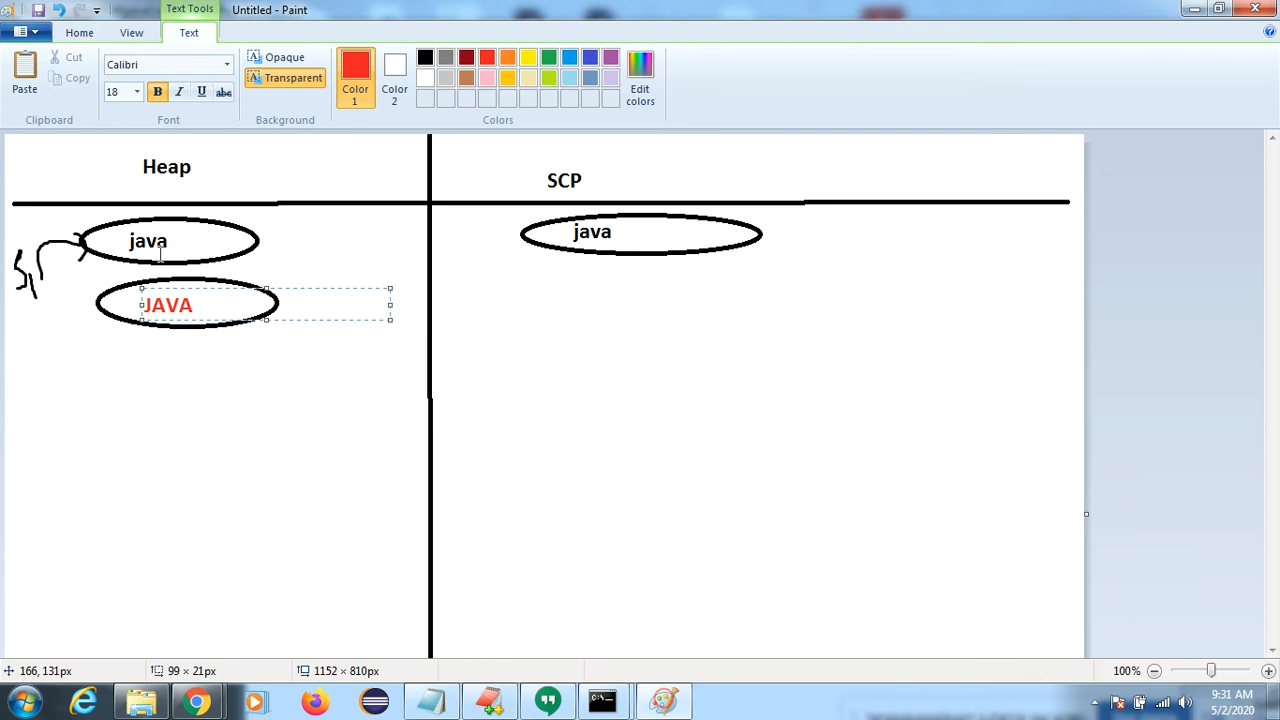 Text Tools
Untitled - Paint
Home
View
Text
Paste
Cut
Copy
Clipboard
Calibri
18
B I U abc
Font
Opaque
Transparent
Background
Color 1
Color 2
Edit colors
Colors
Heap
SCP
java
java
S1
JAVA
166, 131px
99 × 21px
1152 × 810px
100%
9:31 AM
5/2/2020